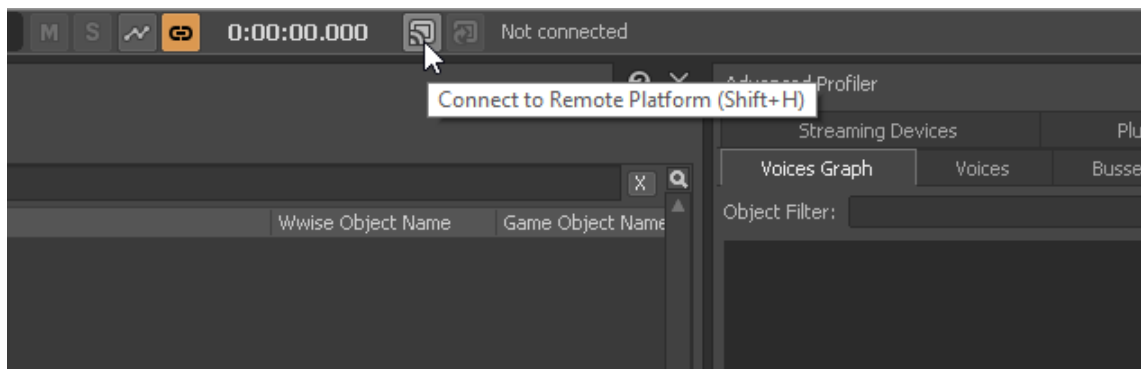 M S 0:00:00.000 Not connected
Connect to Remote Platform (Shift+H)
Profiler
Streaming Devices
Voices Graph Voices
X
Object Filter:
Wwise Object Name Game Object Name